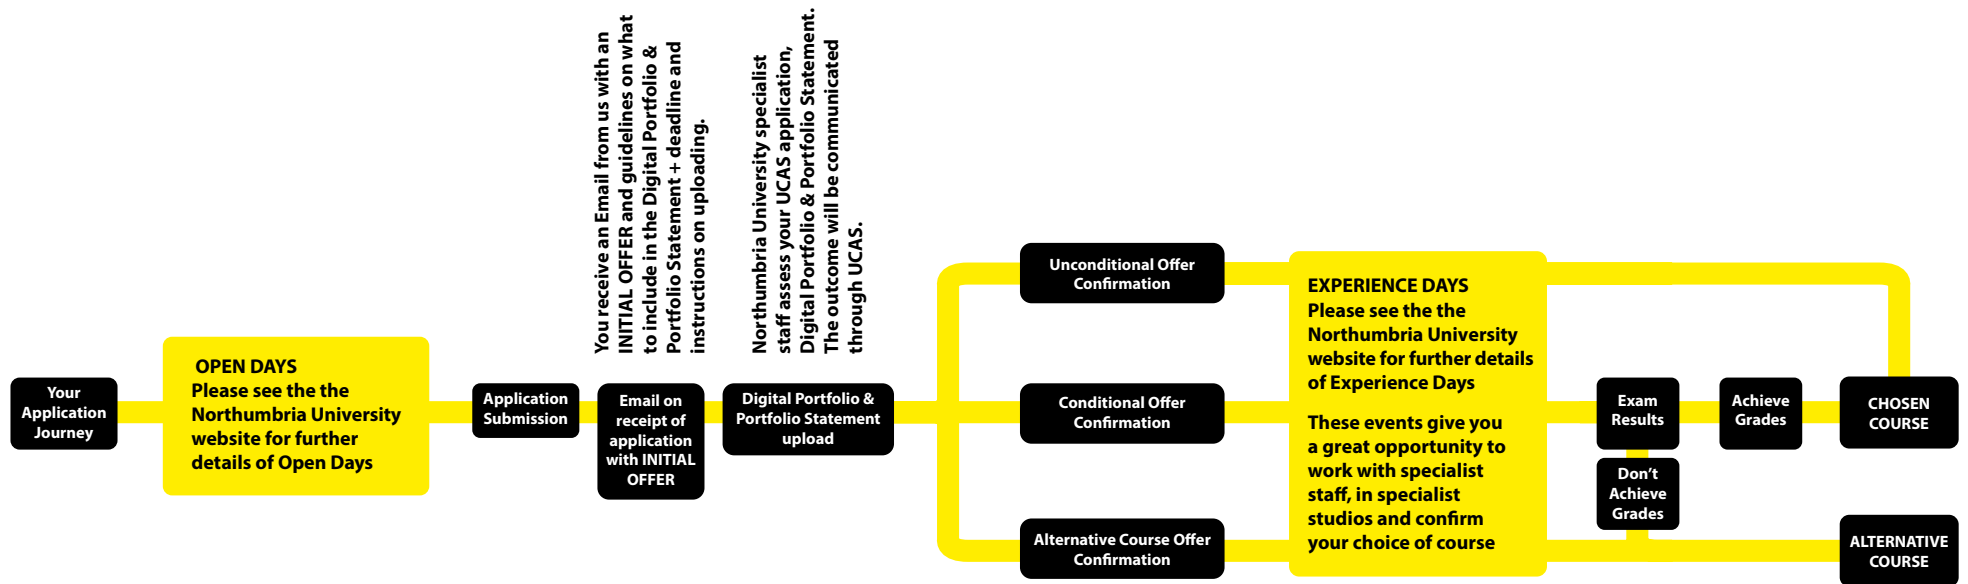 Your
Application
Journey
OPEN DAYS
Please see the the
Northumbria University
website for further
details of Open Days
Application
Submission
You receive an Email from us with an
INITIAL OFFER and guidelines on what
to include in the Digital Portfolio &
Portfolio Statement + deadline and
instructions on uploading.
Email on
receipt of
application
with INITIAL
OFFER
Northumbria University specialist
staff assess your UCAS application,
Digital Portfolio & Portfolio Statement.
The outcome will be communicated
through UCAS.
Digital Portfolio &
Portfolio Statement
upload
Unconditional Offer
Confirmation
Conditional Offer
Confirmation
Alternative Course Offer
Confirmation
EXPERIENCE DAYS
Please see the the
Northumbria University
website for further details
of Experience Days
These events give you
a great opportunity to
work with specialist
staff, in specialist
studios and confirm
your choice of course
Exam
Results
Achieve
Grades
CHOSEN
COURSE
Don't
Achieve
Grades
ALTERNATIVE
COURSE